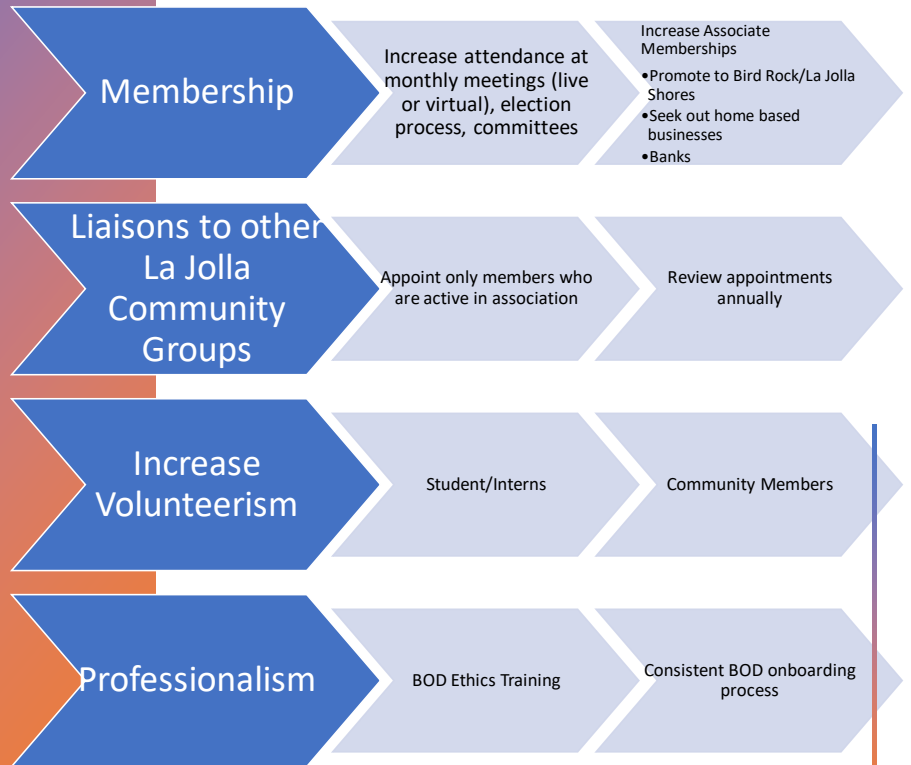 Membership
Increase attendance at
monthly meetings (live
or virtual), election
process, committees
Increase Associate
Memberships
•Promote to Bird Rock/La Jolla
Shores
•Seek out home based
businesses
•Banks
Liaisons to other
La Jolla
Community
Groups
Appoint only members who
are active in association
Review appointments
annually
Increase
Volunteerism
Student/Interns
Community Members
Professionalism
BOD Ethics Training
Consistent BOD onboarding
process